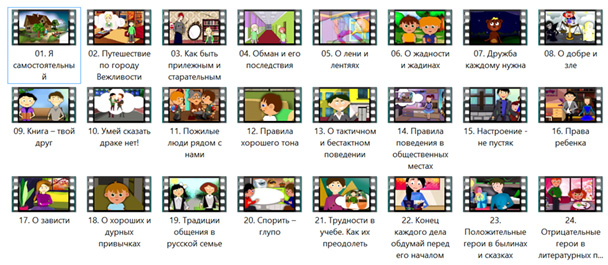 01. Я
самостоятельны
й
02. Путешествие
по городу
Вежливости
03. Как быть
прилежным и
старательным
04. Обман и его
последствия
05. О лени и
лентяях
06. О жадности
и жадинах
07. Дружба
каждому нужна
08. О добре и
зле
09. Книга – твой
друг
10. Умей сказать
драке нет!
11. Пожилые
люди рядом с
нами
12. Правила
хорошего тона
13. О тактичном
и бестактном
поведении
14. Правила
поведения в
общественных
местах
15. Настроение -
не пустяк
16. Права
ребенка
17. О зависти
18. О хороших и
дурных
привычках
19. Традиции
общения в
русской семье
20. Спорить –
глупо
21. Трудности в
учебе. Как их
преодолеть
22. Конец
каждого дела
обдумай перед
его началом
23.
Положительные
герои в былинах
и сказках
24.
Отрицательные
герои в
литературных п...